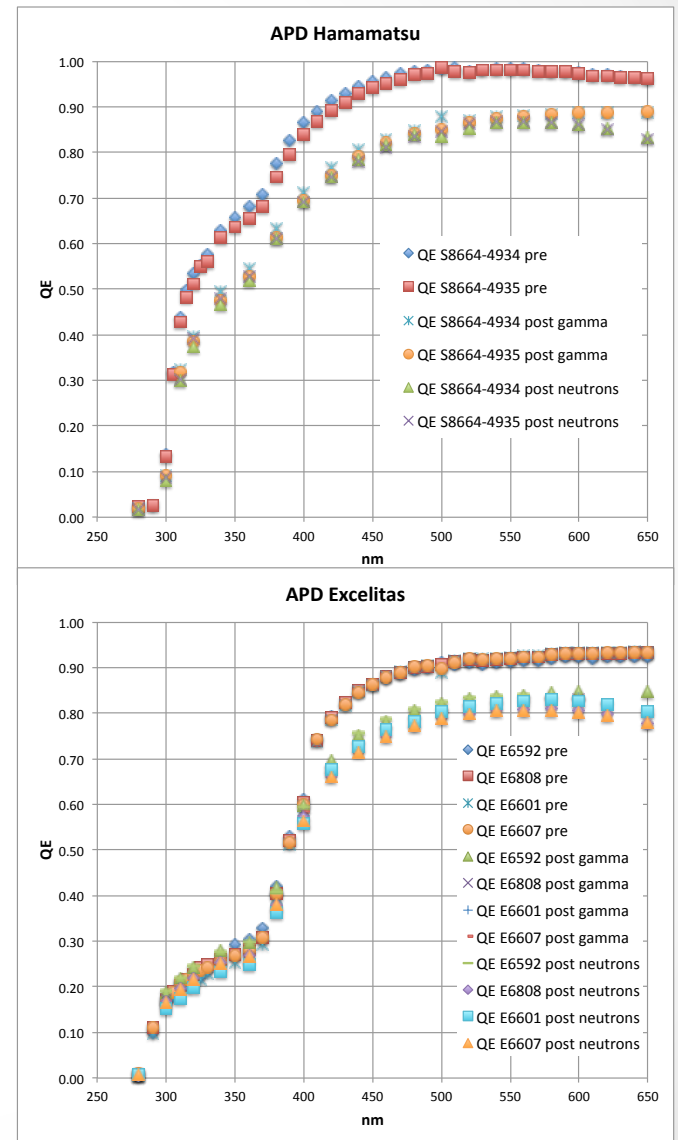 APD Hamamatsu
1.00
0.90
0.80
0.70
0.60
0.50
0.40
0.30
0.20
0.10
0.00
QE
QE S8664-4934 pre
QE S8664-4935 pre
QE S8664-4934 post gamma
QE S8664-4935 post gamma
QE S8664-4934 post neutrons
QE S8664-4935 post neutrons
250 300 350 400 450 500 550 600 650
nm
APD Excelitas
1.00
0.90
0.80
0.70
0.60
0.50
0.40
0.30
0.20
0.10
0.00
QE
QE E6592 pre
QE E6808 pre
QE E6601 pre
QE E6607 pre
QE E6592 post gamma
QE E6808 post gamma
QE E6601 post gamma
QE E6607 post gamma
QE E6592 post neutrons
QE E6808 post neutrons
QE E6601 post neutrons
QE E6607 post neutrons
250 300 350 400 450 500 550 600 650
nm